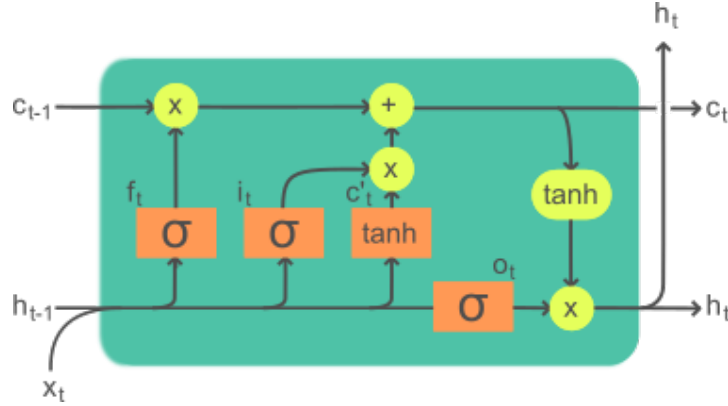 h_t
c_{t-1} x + c_t
x
f_t i_t c'_t tanh
σ σ tanh
o_t
h_{t-1} σ x h_t
x_t